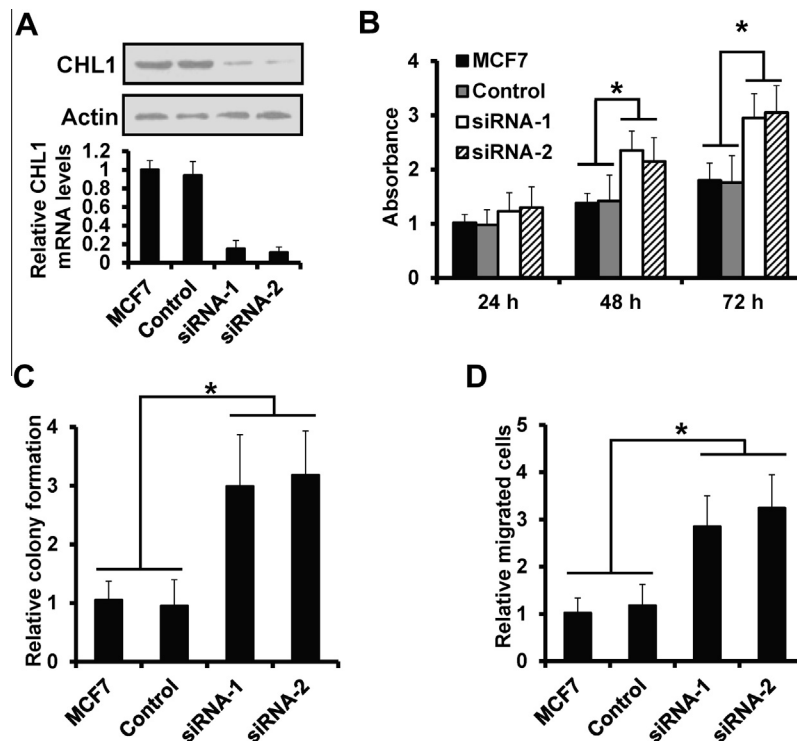 A
CHL1
Actin
Relative CHL1
mRNA levels
1.2
1
0.8
0.6
0.4
0.2
0
MCF7
Control
siRNA-1
siRNA-2
B
Absorbance
4
3
2
1
0
MCF7
Control
siRNA-1
siRNA-2
*
*
24 h
48 h
72 h
C
Relative colony formation
4
3
2
1
0
*
MCF7
Control
siRNA-1
siRNA-2
D
Relative migrated cells
5
4
3
2
1
0
*
MCF7
Control
siRNA-1
siRNA-2